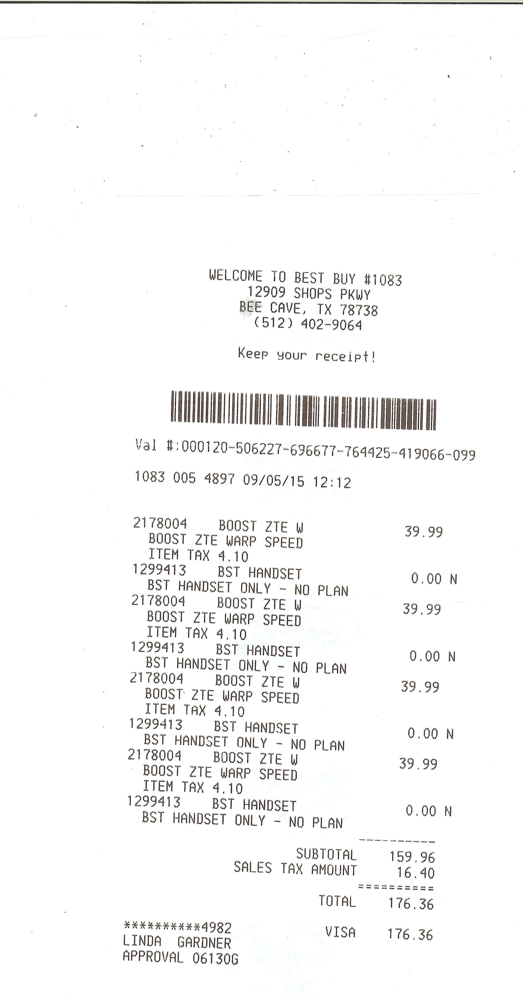 WELCOME TO BEST BUY #1083
12909 SHOPS PKWY
BEE CAVE, TX 78738
(512) 402-9064
Keep your receipt!
Val #:000120-506227-696677-764425-419066-099
1083 005 4897 09/05/15 12:12
2178004 BOOST ZTE W 39.99
BOOST ZTE WARP SPEED
ITEM TAX 4.10
1299413 BST HANDSET 0.00 N
BST HANDSET ONLY - NO PLAN
2178004 BOOST ZTE W 39.99
BOOST ZTE WARP SPEED
ITEM TAX 4.10
1299413 BST HANDSET 0.00 N
BST HANDSET ONLY - NO PLAN
2178004 BOOST ZTE W 39.99
BOOST ZTE WARP SPEED
ITEM TAX 4.10
1299413 BST HANDSET 0.00 N
BST HANDSET ONLY - NO PLAN
2178004 BOOST ZTE W 39.99
BOOST ZTE WARP SPEED
ITEM TAX 4.10
1299413 BST HANDSET 0.00 N
BST HANDSET ONLY - NO PLAN
----------
SUBTOTAL 159.96
SALES TAX AMOUNT 16.40
==========
TOTAL 176.36
**********4982 VISA 176.36
LINDA GARDNER
APPROVAL 06130G